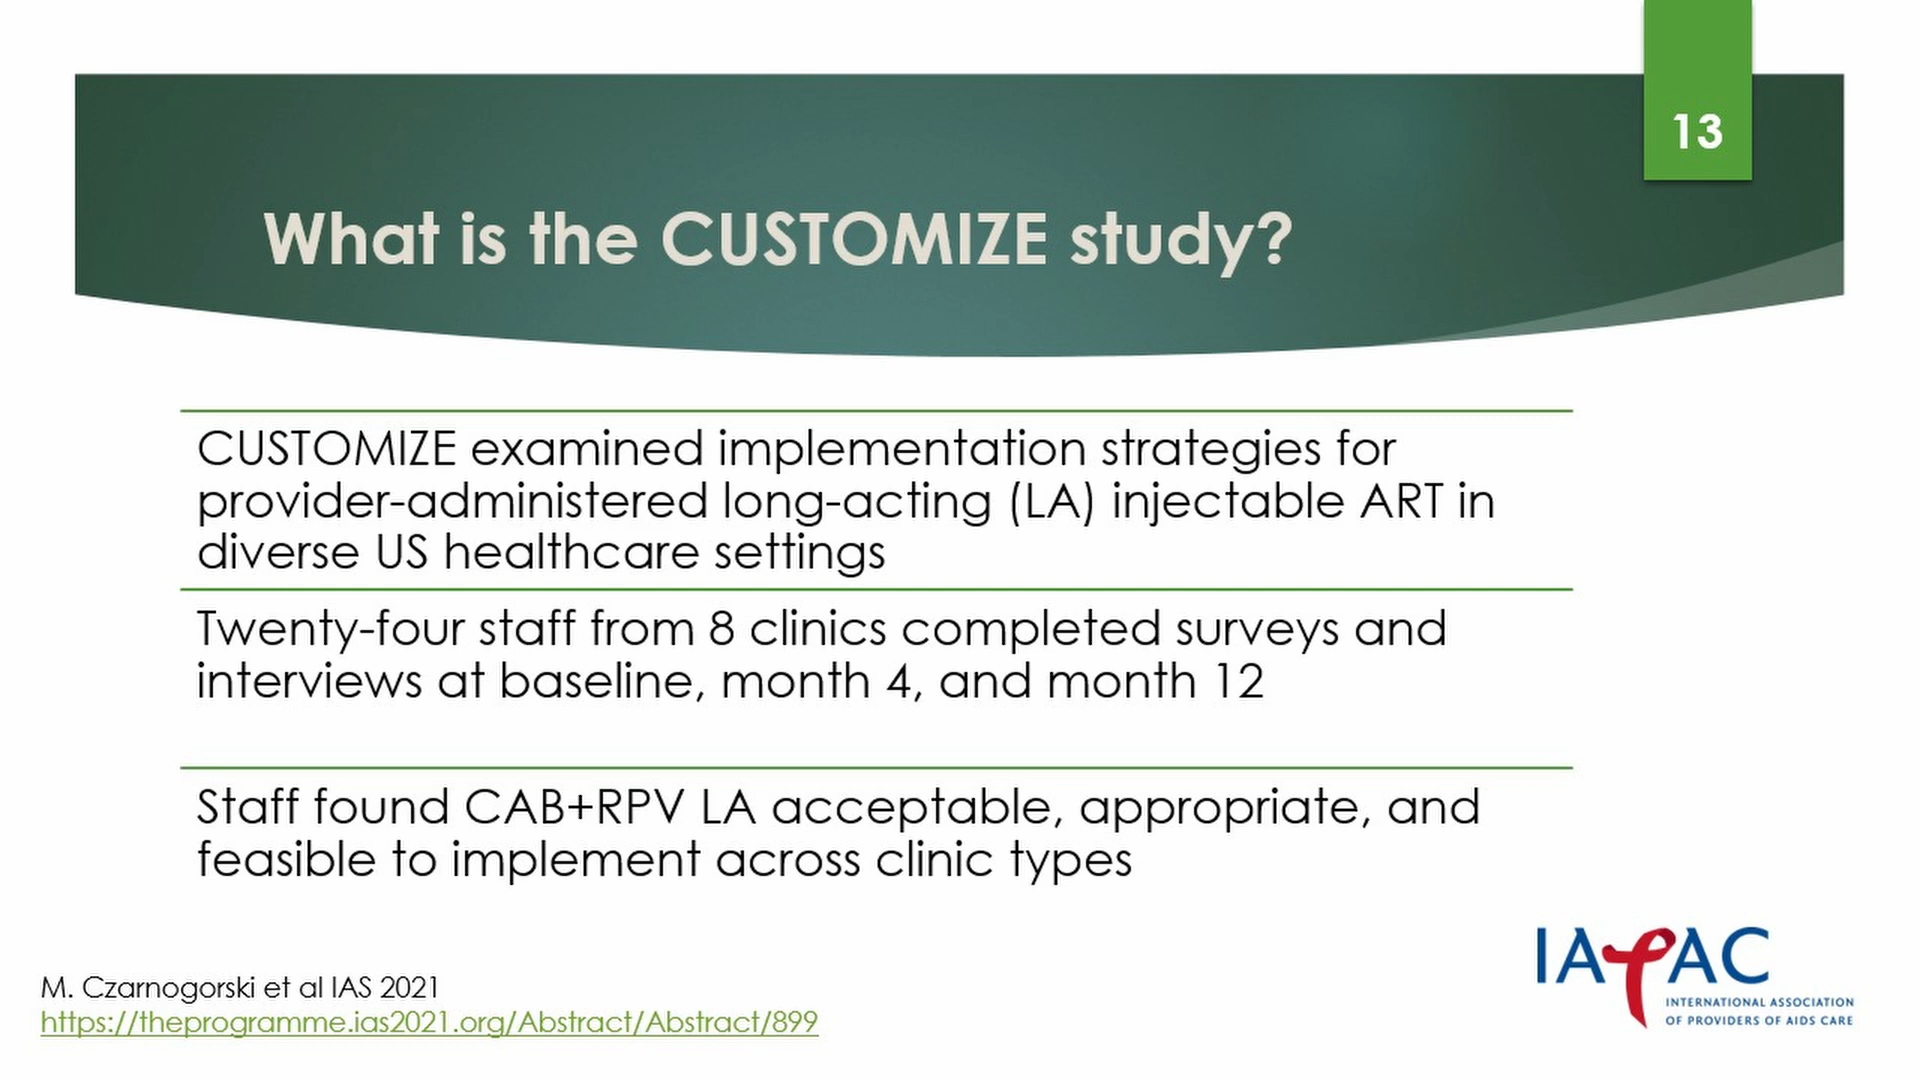 13
What is the CUSTOMIZE study?
CUSTOMIZE examined implementation strategies for
provider-administered long-acting (LA) injectable ART in
diverse US healthcare settings
Twenty-four staff from 8 clinics completed surveys and
interviews at baseline, month 4, and month 12
Staff found CAB+RPV LA acceptable, appropriate, and
feasible to implement across clinic types
M. Czarnogorski et al IAS 2021
https://theprogramme.ias2021.org/Abstract/Abstract/899
IAPAC
INTERNATIONAL ASSOCIATION
OF PROVIDERS OF AIDS CARE